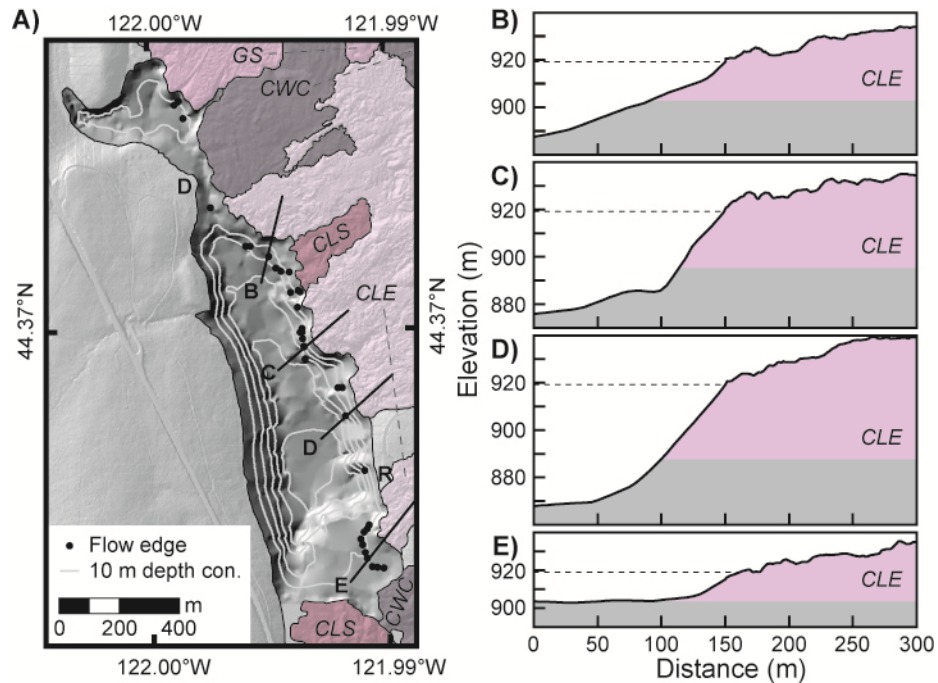 A)
122.00°W
121.99°W
GS
CWC
D
CLS
B
CLE
44.37°N
44.37°N
C
D
R
E
CLS
CWC
Flow edge
10 m depth con.
m
0 200 400
122.00°W
121.99°W
B)
920
CLE
900
C)
920
900
CLE
880
D)
920
900
CLE
880
E)
920
CLE
900
0 50 100 150 200 250 300
Elevation (m)
Distance (m)